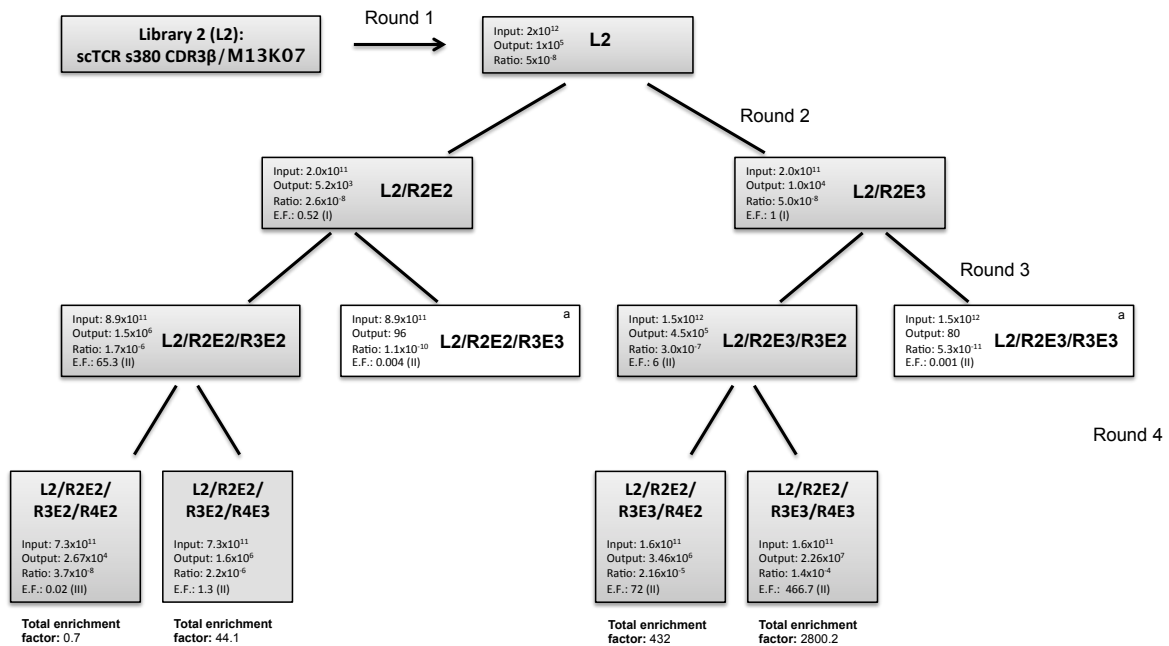 Library 2 (L2):
scTCR s380 CDR3β/M13K07
Round 1
Input: 2x10¹²
Output: 1x10⁵
Ratio: 5x10⁻⁸
L2
Round 2
Input: 2.0x10¹¹
Output: 5.2x10³
Ratio: 2.6x10⁻⁸
E.F.: 0.52 (I)
L2/R2E2
Input: 2.0x10¹¹
Output: 1.0x10⁴
Ratio: 5.0x10⁻⁸
E.F.: 1 (I)
L2/R2E3
Round 3
Input: 8.9x10¹¹
Output: 1.5x10⁶
Ratio: 1.7x10⁻⁶
E.F.: 65.3 (II)
L2/R2E2/R3E2
Input: 8.9x10¹¹
Output: 96
Ratio: 1.1x10⁻¹⁰
E.F.: 0.004 (II)
L2/R2E2/R3E3
a
Input: 1.5x10¹²
Output: 4.5x10⁵
Ratio: 3.0x10⁻⁷
E.F.: 6 (II)
L2/R2E3/R3E2
Input: 1.5x10¹²
Output: 80
Ratio: 5.3x10⁻¹¹
E.F.: 0.001 (II)
L2/R2E3/R3E3
a
Round 4
L2/R2E2/
R3E2/R4E2
Input: 7.3x10¹¹
Output: 2.67x10⁴
Ratio: 3.7x10⁻⁸
E.F.: 0.02 (III)
Total enrichment
factor: 0.7
L2/R2E2/
R3E2/R4E3
Input: 7.3x10¹¹
Output: 1.6x10⁶
Ratio: 2.2x10⁻⁶
E.F.: 1.3 (II)
Total enrichment
factor: 44.1
L2/R2E2/
R3E3/R4E2
Input: 1.6x10¹¹
Output: 3.46x10⁶
Ratio: 2.16x10⁻⁵
E.F.: 72 (II)
Total enrichment
factor: 432
L2/R2E2/
R3E3/R4E3
Input: 1.6x10¹¹
Output: 2.26x10⁷
Ratio: 1.4x10⁻⁴
E.F.: 466.7 (II)
Total enrichment
factor: 2800.2